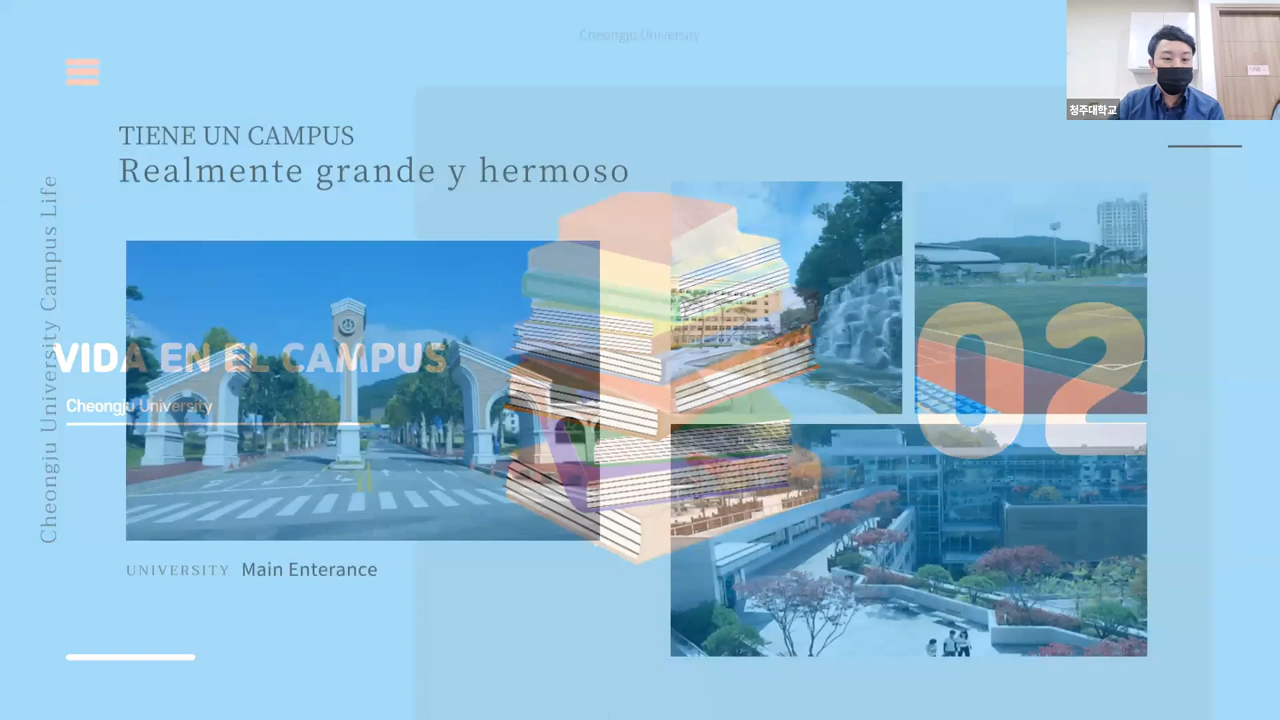 Cheongju University
청주대학교
TIENE UN CAMPUS
Realmente grande y hermoso
Cheongju University Campus Life
VIDA EN EL CAMPUS
Cheongju University
02
UNIVERSITY Main Enterance